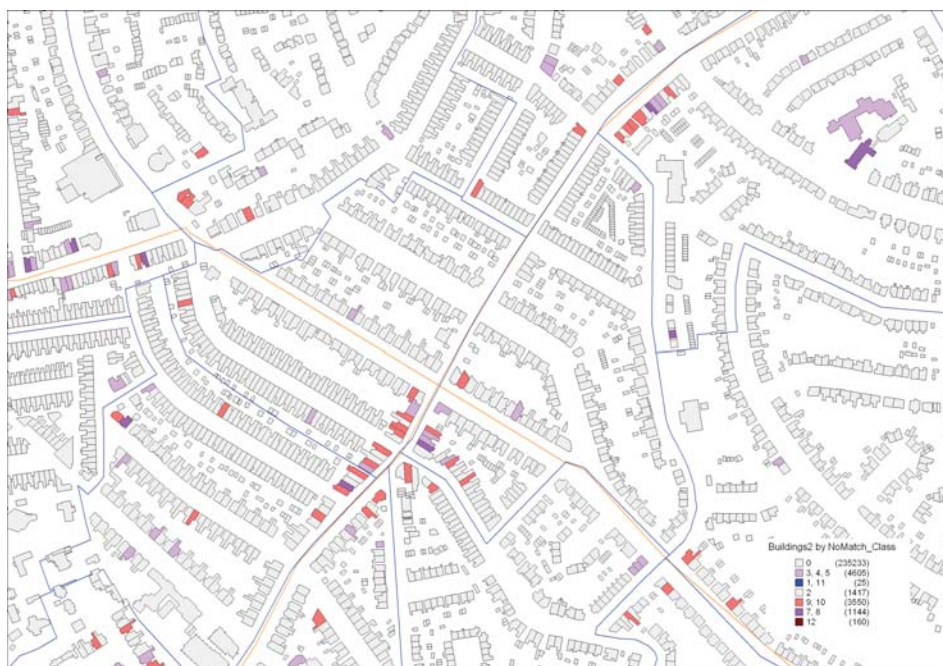 Buildings2 by NoMatch_Class
0 (235233)
3, 4, 5 (4605)
1, 11 (25)
2 (1417)
9, 10 (3550)
7, 8 (1144)
12 (160)